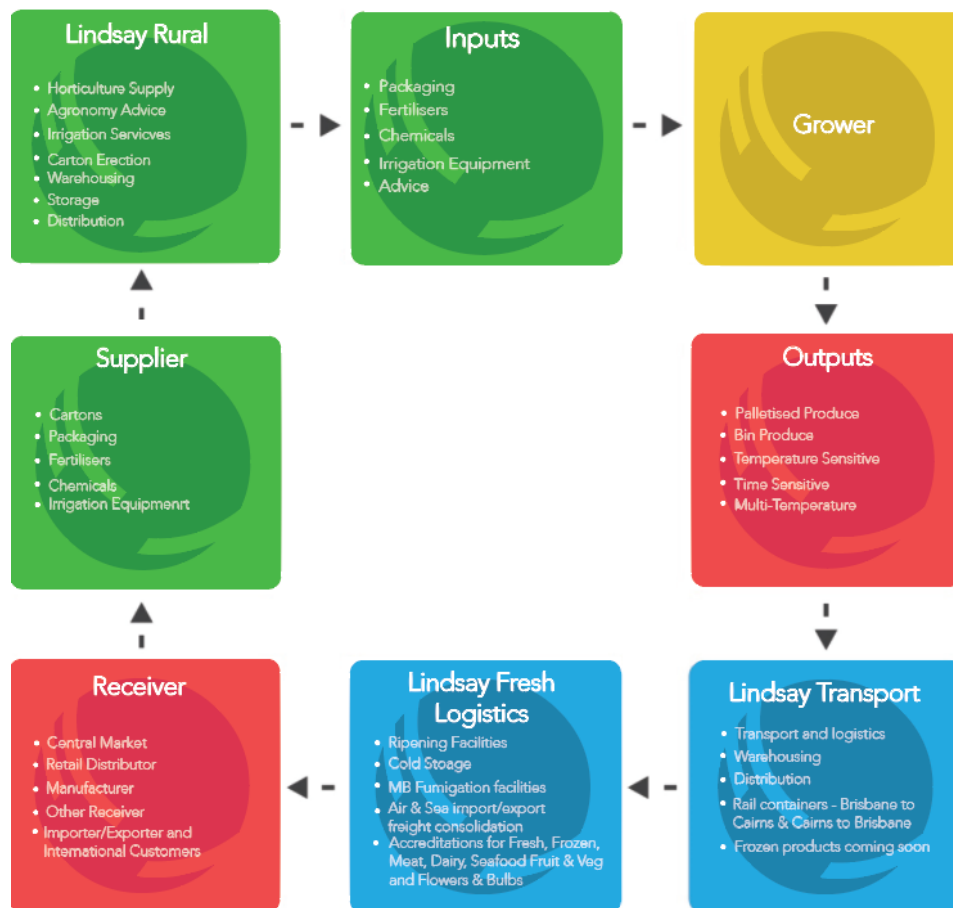 Lindsay Rural
• Horticulture Supply
• Agronomy Advice
• Irrigation Servicves
• Carton Erection
• Warehousing
• Storage
• Distribution
Inputs
• Packaging
• Fertilisers
• Chemicals
• Irrigation Equipment
• Advice
Grower
Outputs
• Palletised Produce
• Bin Produce
• Temperature Sensitive
• Time Sensitive
• Multi-Temperature
Lindsay Transport
• Transport and logistics
• Warehousing
• Distribution
• Rail containers - Brisbane to
Cairns & Cairns to Brisbane
• Frozen products coming soon
Lindsay Fresh
Logistics
• Ripening Facilities
• Cold Stoage
• MB Fumigation facilities
• Air & Sea import/export
freight consolidation
• Accreditations for Fresh, Frozen,
Meat, Dairy, Seafood Fruit & Veg
and Flowers & Bulbs
Receiver
• Central Market
• Retail Distributor
• Manufacturer
• Other Receiver
• Importer/Exporter and
International Customers
Supplier
• Cartons
• Packaging
• Fertilisers
• Chemicals
• Irrigation Equipmenrt